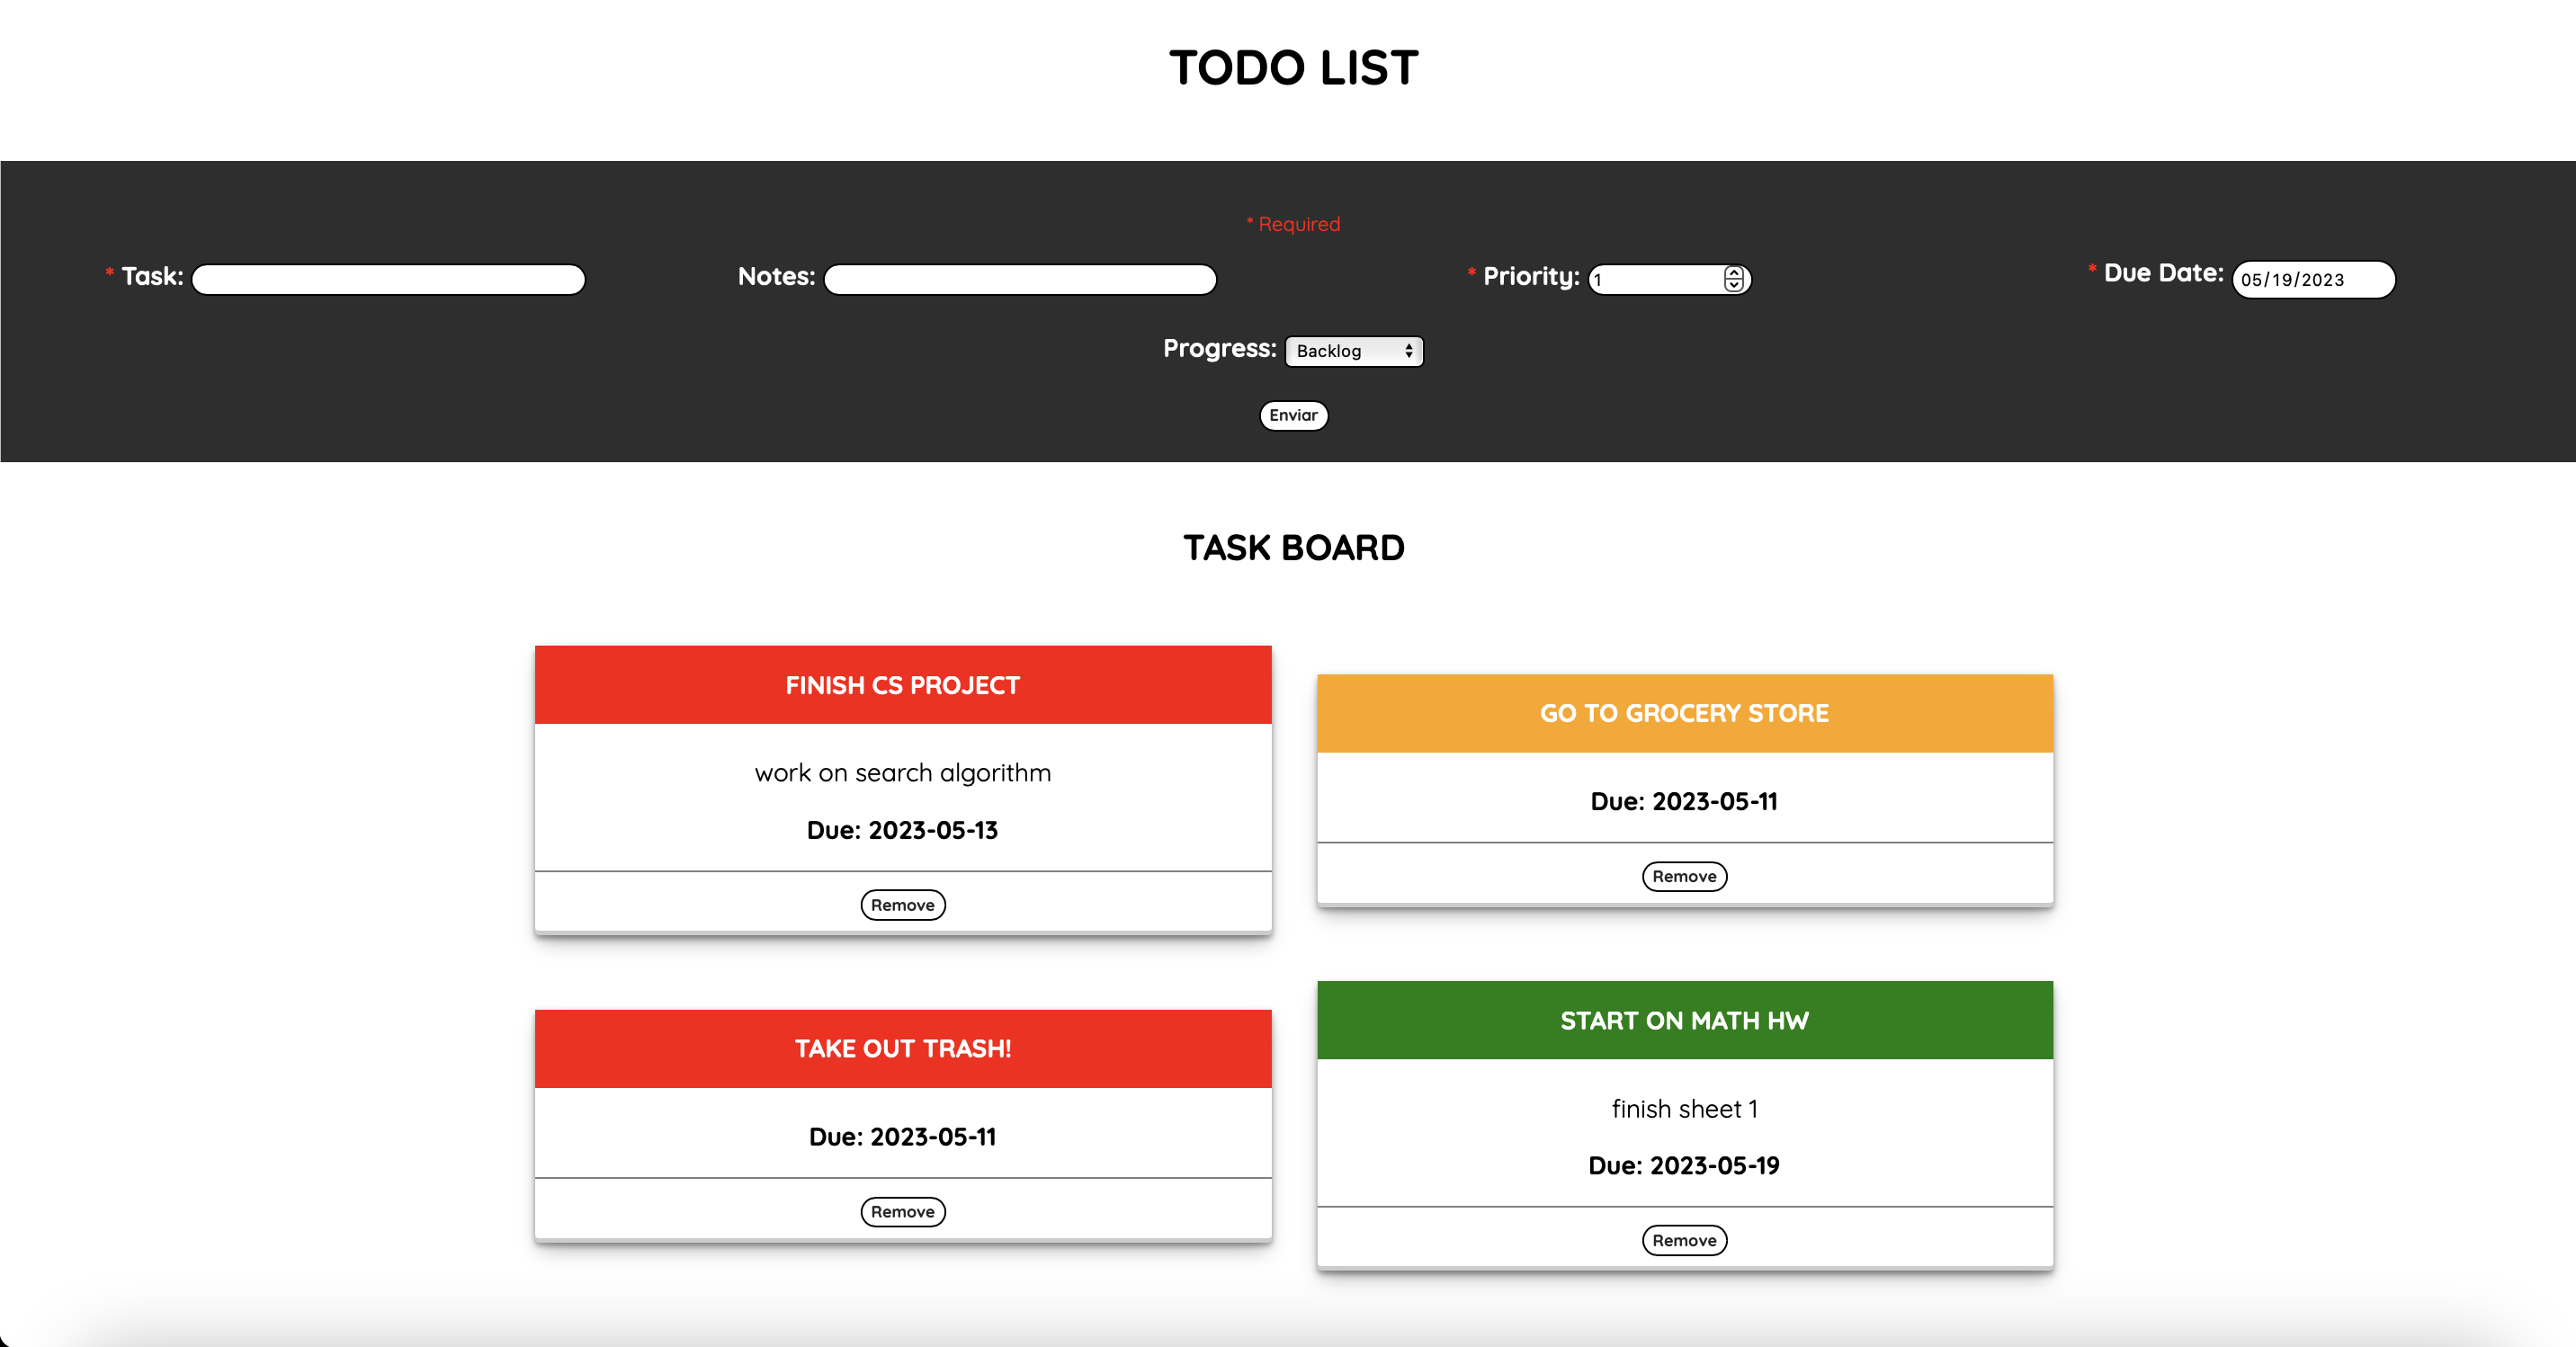 TODO LIST
* Required
* Task:
Notes:
* Priority: 1
* Due Date: 05/19/2023
Progress: Backlog
Enviar
TASK BOARD
FINISH CS PROJECT
work on search algorithm
Due: 2023-05-13
Remove
GO TO GROCERY STORE
Due: 2023-05-11
Remove
TAKE OUT TRASH!
Due: 2023-05-11
Remove
START ON MATH HW
finish sheet 1
Due: 2023-05-19
Remove